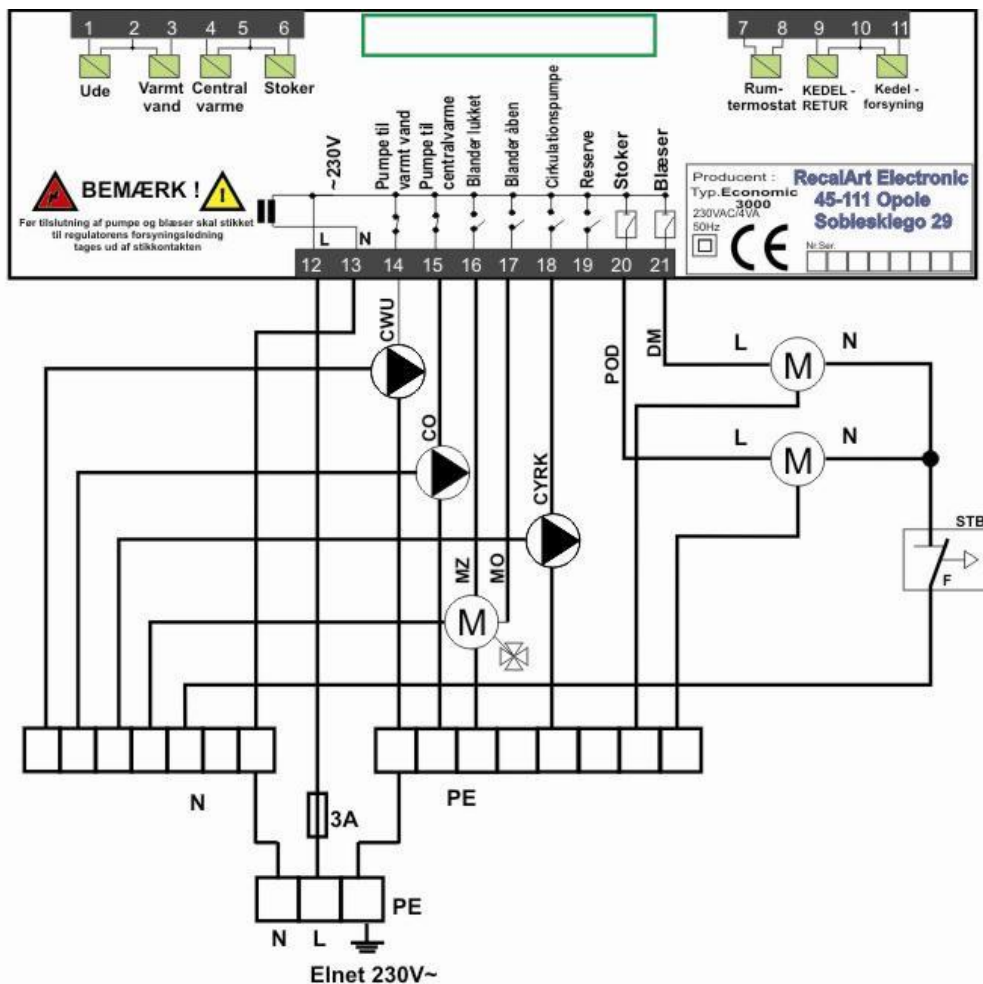 1 2 3 4 5 6
7 8 9 10 11
Ude
Varmt
vand
Central
varme
Stoker
Rum-
termostat
KEDEL -
RETUR
Kedel -
forsyning
BEMÆRK !
Før tilslutning af pumpe og blæser skal stikket
til regulatorens forsyningsledning
tages ud af stikkontakten
~230V
Pumpe til
varmt vand
Pumpe til
centralvarme
Blander lukket
Blander åben
Cirkulationspumpe
Reserve
Stoker
Blæser
L N
Producent :
Typ.Economic
3000
230VAC/4VA
50Hz
CE
RecalArt Electronic
45-111 Opole
Sobieskiego 29
Nr.Ser.
12 13 14 15 16 17 18 19 20 21
CWU
CO
MZ
MO
CYRK
POD
DM
L M N
L M N
STB
F
M
N
PE
3A
PE
N L
Elnet 230V~